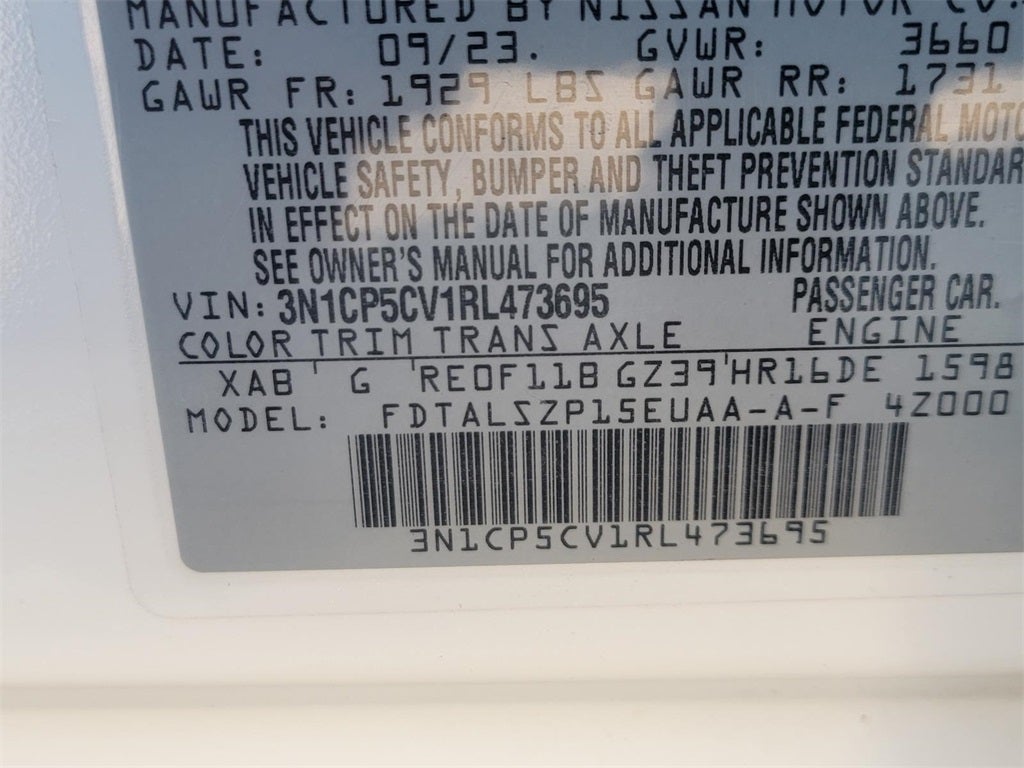 MANUFACTURED BY NISSAN MOTOR CO.
DATE: 09/23. GVWR: 3660
GAWR FR: 1929 LBS GAWR RR: 1731
THIS VEHICLE CONFORMS TO ALL APPLICABLE FEDERAL MOTO
VEHICLE SAFETY, BUMPER AND THEFT PREVENTION STANDAR
IN EFFECT ON THE DATE OF MANUFACTURE SHOWN ABOVE.
SEE OWNER'S MANUAL FOR ADDITIONAL INFORMATION.
VIN: 3N1CP5CV1RL473695 PASSENGER CAR.
COLOR TRIM TRANS AXLE ENGINE
XAB ' G 'RE0F11B GZ39'HR16DE 1598
MODEL: FDTALSZP15EUAA-A-F 4Z000
3N1CP5CV1RL473695